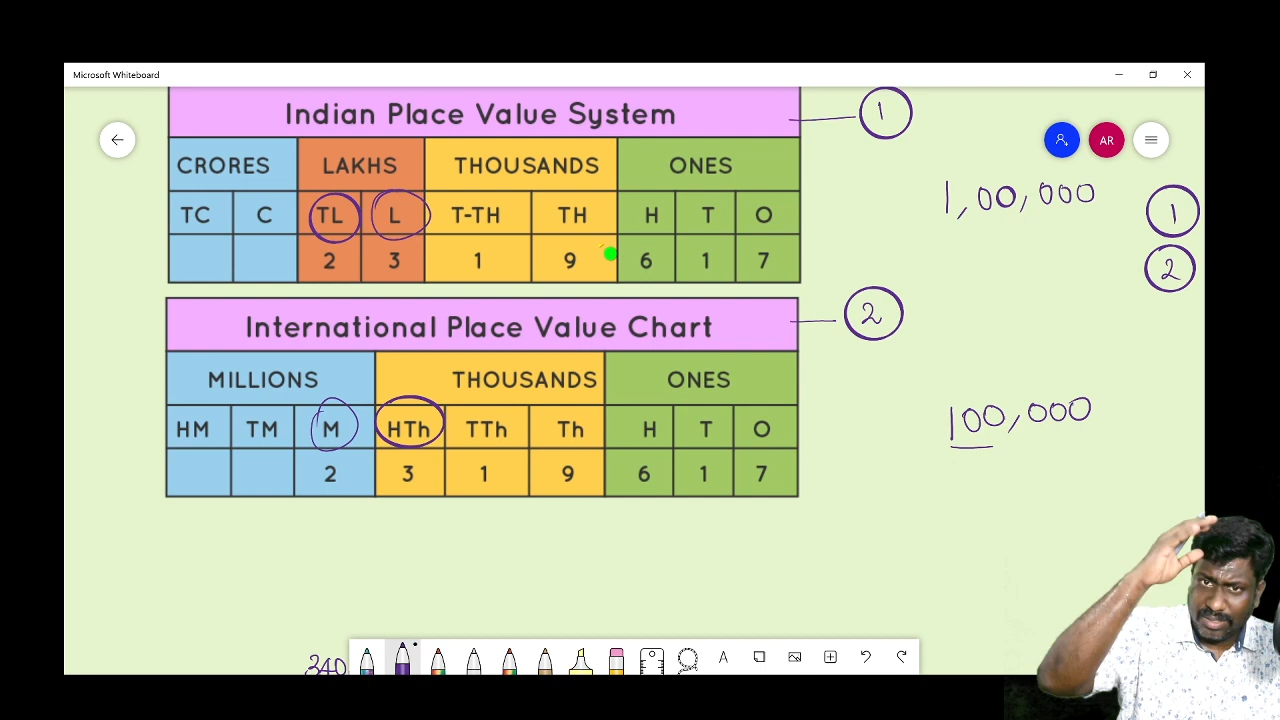 Microsoft Whiteboard
Indian Place Value System
1
CRORES LAKHS THOUSANDS ONES
TC C TL L T-TH TH H T O
2 3 1 9 6 1 7
AR
1,00,000
1
2
International Place Value Chart
2
MILLIONS THOUSANDS ONES
HM TM M HTh TTh Th H T O
2 3 1 9 6 1 7
100,000
340
A